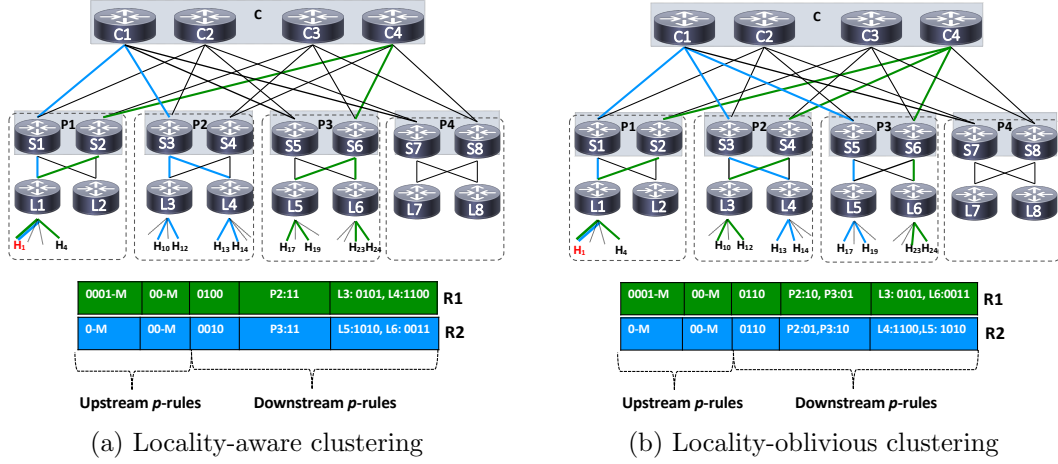 C
C1 C2 C3 C4
P1 P2 P3 P4
S1 S2 S3 S4 S5 S6 S7 S8
L1 L2 L3 L4 L5 L6 L7 L8
H1 H4 H10 H12 H13 H14 H17 H19 H23 H24
0001-M 00-M 0100 P2:11 L3: 0101, L4:1100 R1
0-M 00-M 0010 P3:11 L5:1010, L6: 0011 R2
Upstream p-rules Downstream p-rules
(a) Locality-aware clustering
C
C1 C2 C3 C4
P1 P2 P3 P4
S1 S2 S3 S4 S5 S6 S7 S8
L1 L2 L3 L4 L5 L6 L7 L8
H1 H4 H10 H12 H13 H14 H17 H19 H23 H24
0001-M 00-M 0110 P2:10, P3:01 L3: 0101, L6:0011 R1
0-M 00-M 0110 P2:01,P3:10 L4:1100,L5: 1010 R2
Upstream p-rules Downstream p-rules
(b) Locality-oblivious clustering